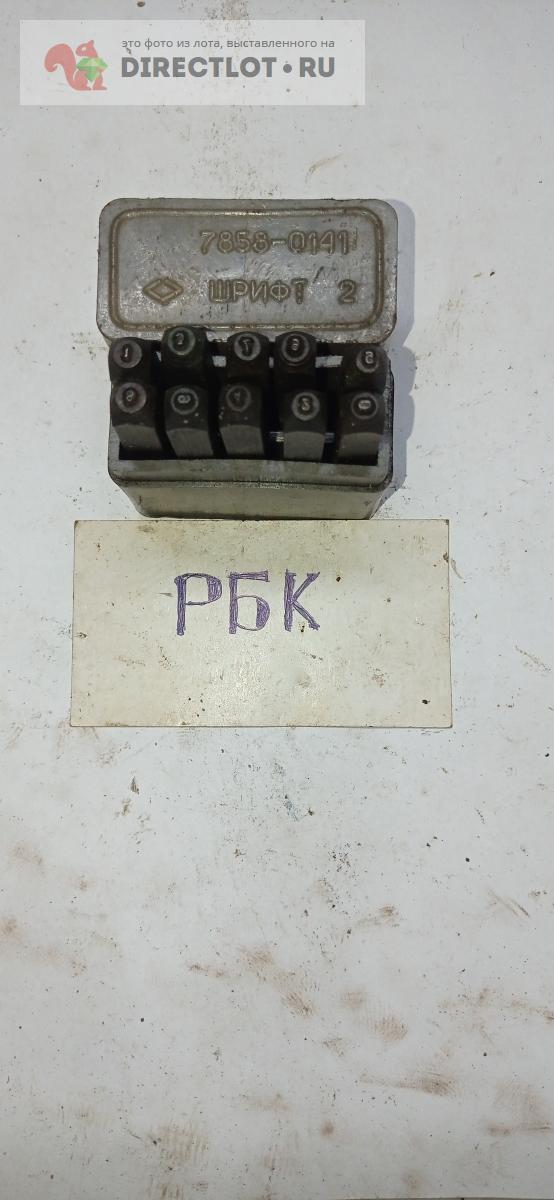 это фото из лота, выставленного на
DIRECTLOT.RU
7858-0141
ШРИФТ 2
РБК